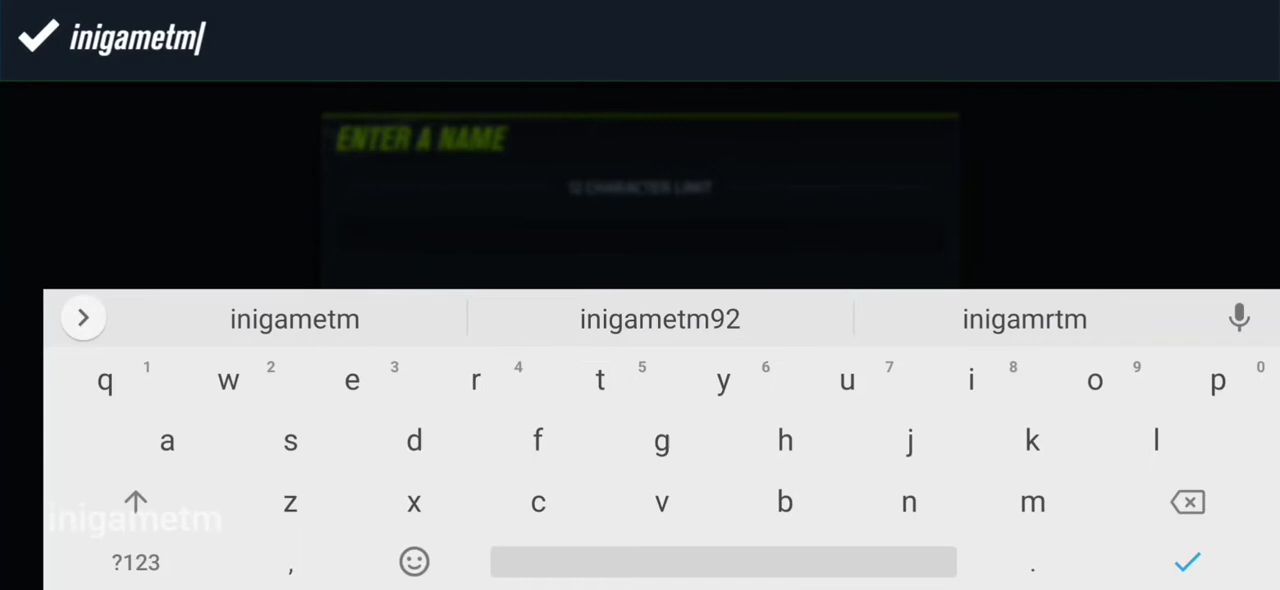 inigametm
ENTER A NAME
12 CHARACTER LIMIT
inigametm inigametm92 inigamrtm
q 1 w 2 e 3 r 4 t 5 y 6 u 7 i 8 o 9 p 0
a s d f g h j k l
z x c v b n m
inigametm
?123 , .